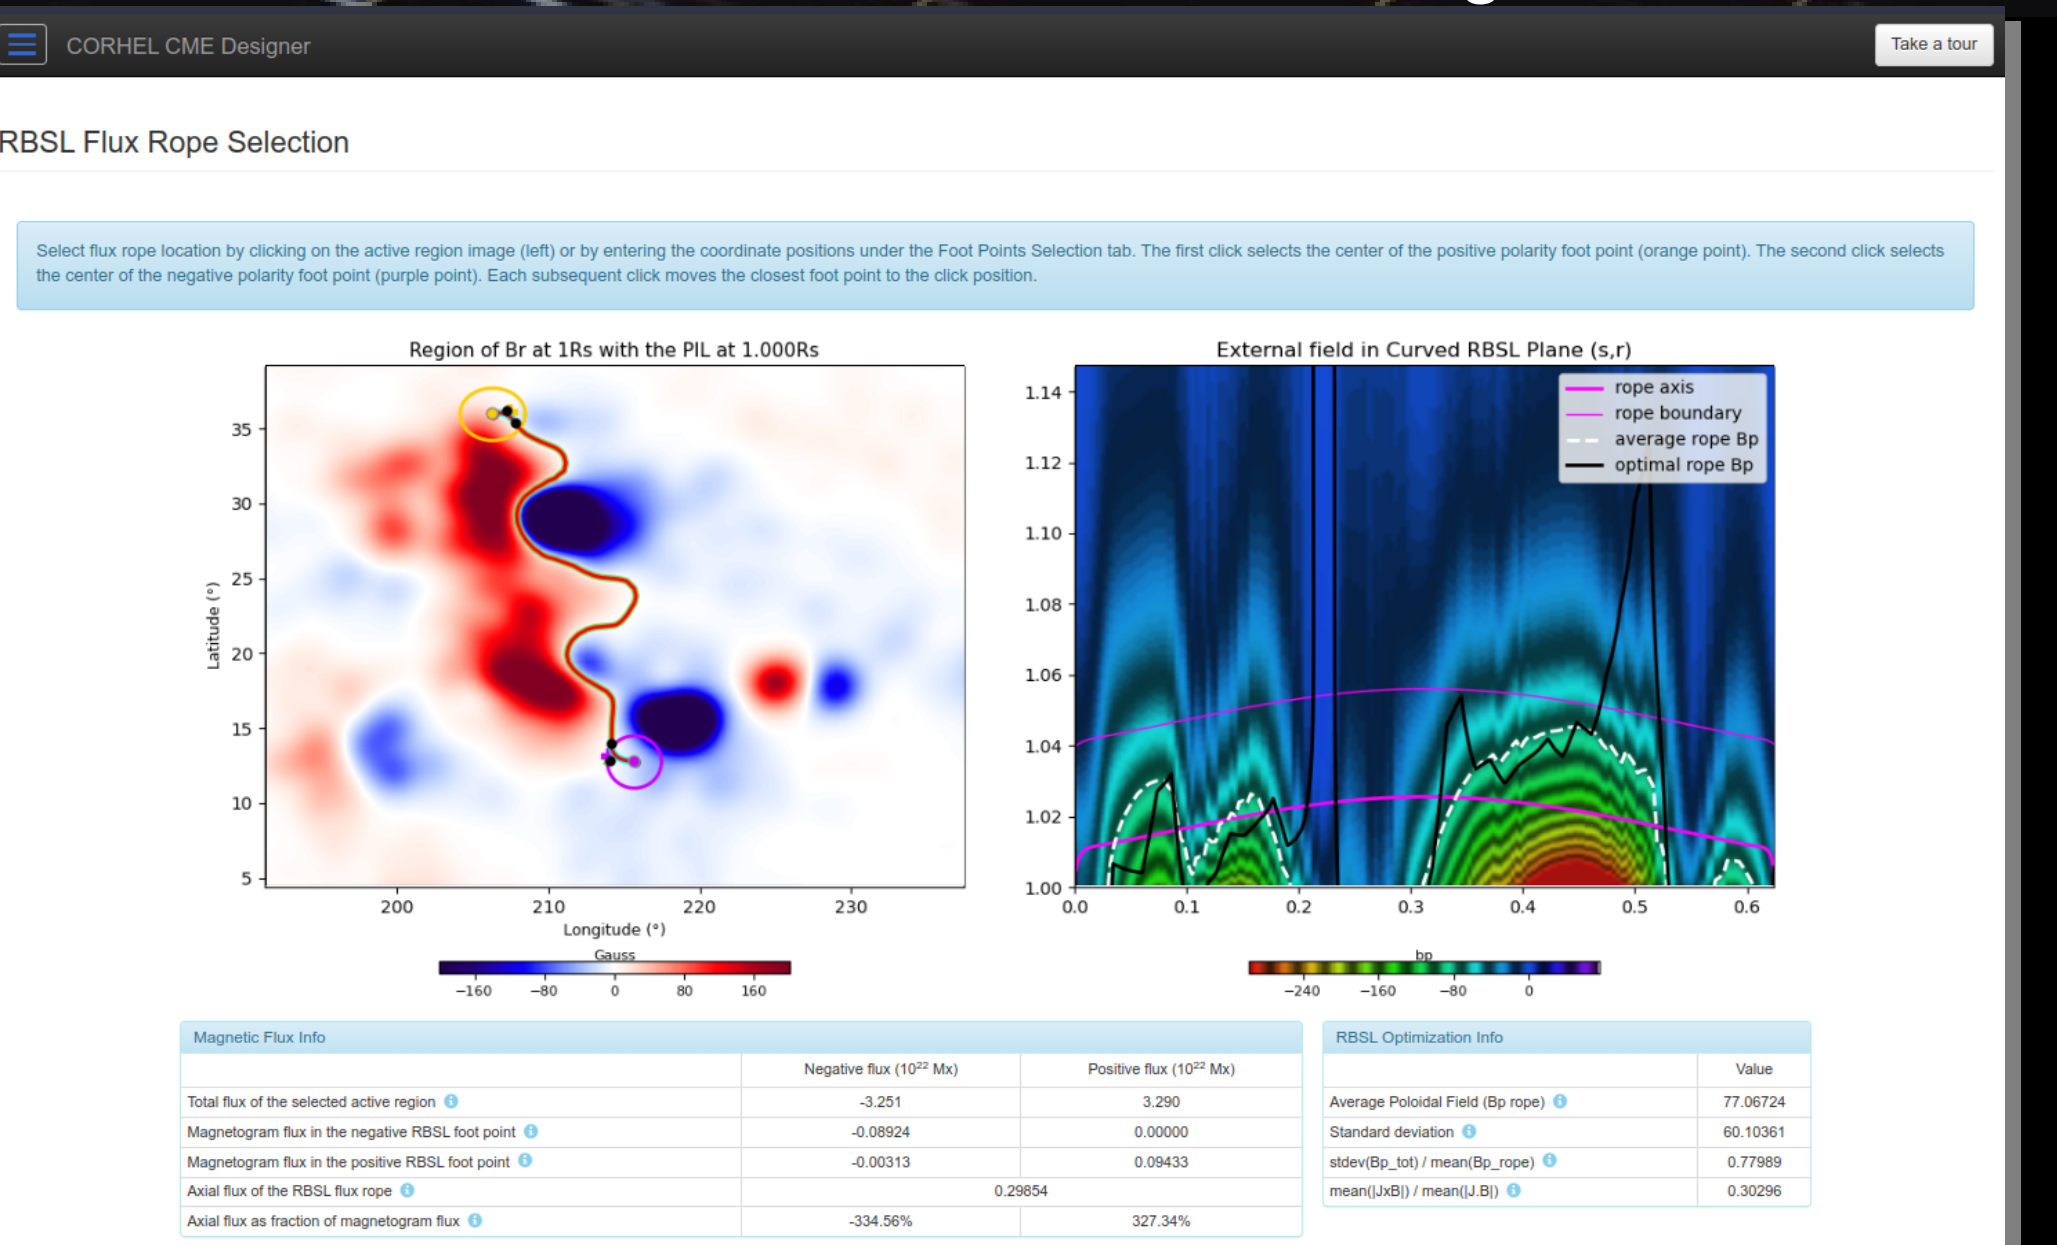 CORHEL CME Designer
Take a tour
RBSL Flux Rope Selection
Select flux rope location by clicking on the active region image (left) or by entering the coordinate positions under the Foot Points Selection tab. The first click selects the center of the positive polarity foot point (orange point). The second click selects
the center of the negative polarity foot point (purple point). Each subsequent click moves the closest foot point to the click position.
Region of Br at 1Rs with the PIL at 1.000Rs
35
30
25
20
15
10
5
Latitude (°)
200 210 220 230
Longitude (°)
Gauss
−160 −80 0 80 160
External field in Curved RBSL Plane (s,r)
rope axis
rope boundary
average rope Bp
optimal rope Bp
1.14
1.12
1.10
1.08
1.06
1.04
1.02
1.00
0.0 0.1 0.2 0.3 0.4 0.5 0.6
bp
−240 −160 −80 0
Magnetic Flux Info
Negative flux (10²² Mx) Positive flux (10²² Mx)
Total flux of the selected active region -3.251 3.290
Magnetogram flux in the negative RBSL foot point -0.08924 0.00000
Magnetogram flux in the positive RBSL foot point -0.00313 0.09433
Axial flux of the RBSL flux rope 0.29854
Axial flux as fraction of magnetogram flux -334.56% 327.34%
RBSL Optimization Info
Value
Average Poloidal Field (Bp rope) 77.06724
Standard deviation 60.10361
stdev(Bp_tot) / mean(Bp_rope) 0.77989
mean(|JxB|) / mean(|J.B|) 0.30296